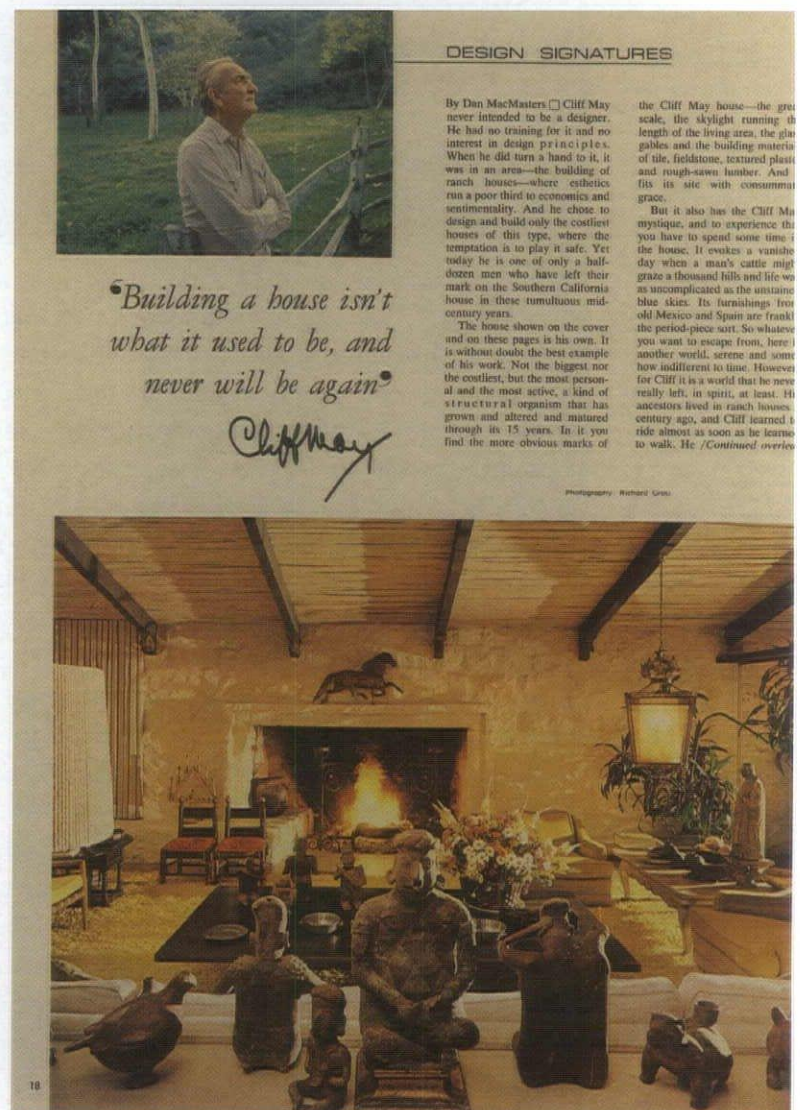 DESIGN SIGNATURES
By Dan MacMasters □ Cliff May
never intended to be a designer.
He had no training for it and no
interest in design principles.
When he did turn a hand to it, it
was in an area—the building of
ranch houses—where esthetics
run a poor third to economics and
sentimentality. And he chose to
design and build only the costliest
houses of this type, where the
temptation is to play it safe. Yet
today he is one of only a half-
dozen men who have left their
mark on the Southern California
house in these tumultuous mid-
century years.
The house shown on the cover
and on these pages is his own. It
is without doubt the best example
of his work. Not the biggest nor
the costliest, but the most person-
al and the most active, a kind of
structural organism that has
grown and altered and matured
through its 15 years. In it you
find the more obvious marks of
the Cliff May house—the
scale, the skylight running
length of the living area, the
gables and the building
of tile, fieldstone, textured
and rough-sawn lumber. And
fits its site with
grace.
But it also has the Cliff
mystique, and to experience
you have to spend some time
the house. It evokes a
day when a man's cattle
graze a thousand hills and life
as uncomplicated as the
blue skies. Its furnishings
old Mexico and Spain are
the period-piece sort. So
you want to escape from, here
another world, serene and
how indifferent to time.
for Cliff it is a world that he
really left, in spirit, at least.
ancestors lived in ranch houses
century ago, and Cliff learned
ride almost as soon as he
to walk. He /Continued
"Building a house isn't
what it used to be, and
never will be again"
Cliff May
Photography: Richard Gross
18